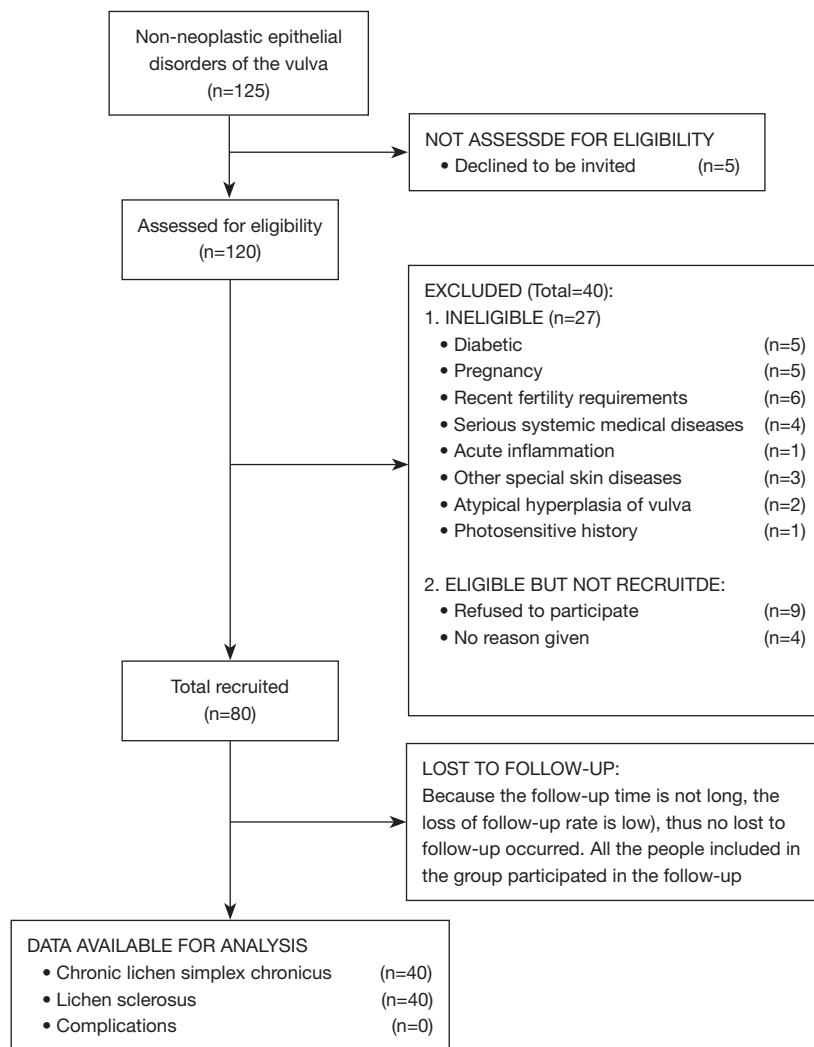 Non-neoplastic epithelial
disorders of the vulva
(n=125)
NOT ASSESSDE FOR ELIGIBILITY
• Declined to be invited (n=5)
Assessed for eligibility
(n=120)
EXCLUDED (Total=40):
1. INELIGIBLE (n=27)
• Diabetic (n=5)
• Pregnancy (n=5)
• Recent fertility requirements (n=6)
• Serious systemic medical diseases (n=4)
• Acute inflammation (n=1)
• Other special skin diseases (n=3)
• Atypical hyperplasia of vulva (n=2)
• Photosensitive history (n=1)
2. ELIGIBLE BUT NOT RECRUITDE:
• Refused to participate (n=9)
• No reason given (n=4)
Total recruited
(n=80)
LOST TO FOLLOW-UP:
Because the follow-up time is not long, the
loss of follow-up rate is low), thus no lost to
follow-up occurred. All the people included in
the group participated in the follow-up
DATA AVAILABLE FOR ANALYSIS
• Chronic lichen simplex chronicus (n=40)
• Lichen sclerosus (n=40)
• Complications (n=0)